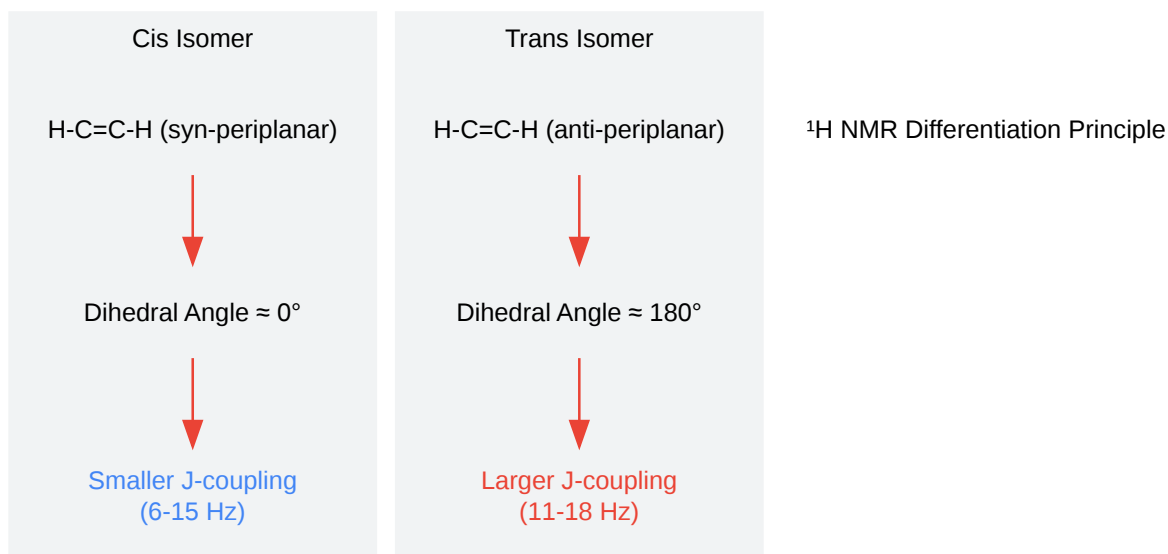 Cis Isomer
H-C=C-H (syn-periplanar)
Dihedral Angle ≈ 0°
Smaller J-coupling
(6-15 Hz)
Trans Isomer
H-C=C-H (anti-periplanar)
Dihedral Angle ≈ 180°
Larger J-coupling
(11-18 Hz)
¹H NMR Differentiation Principle